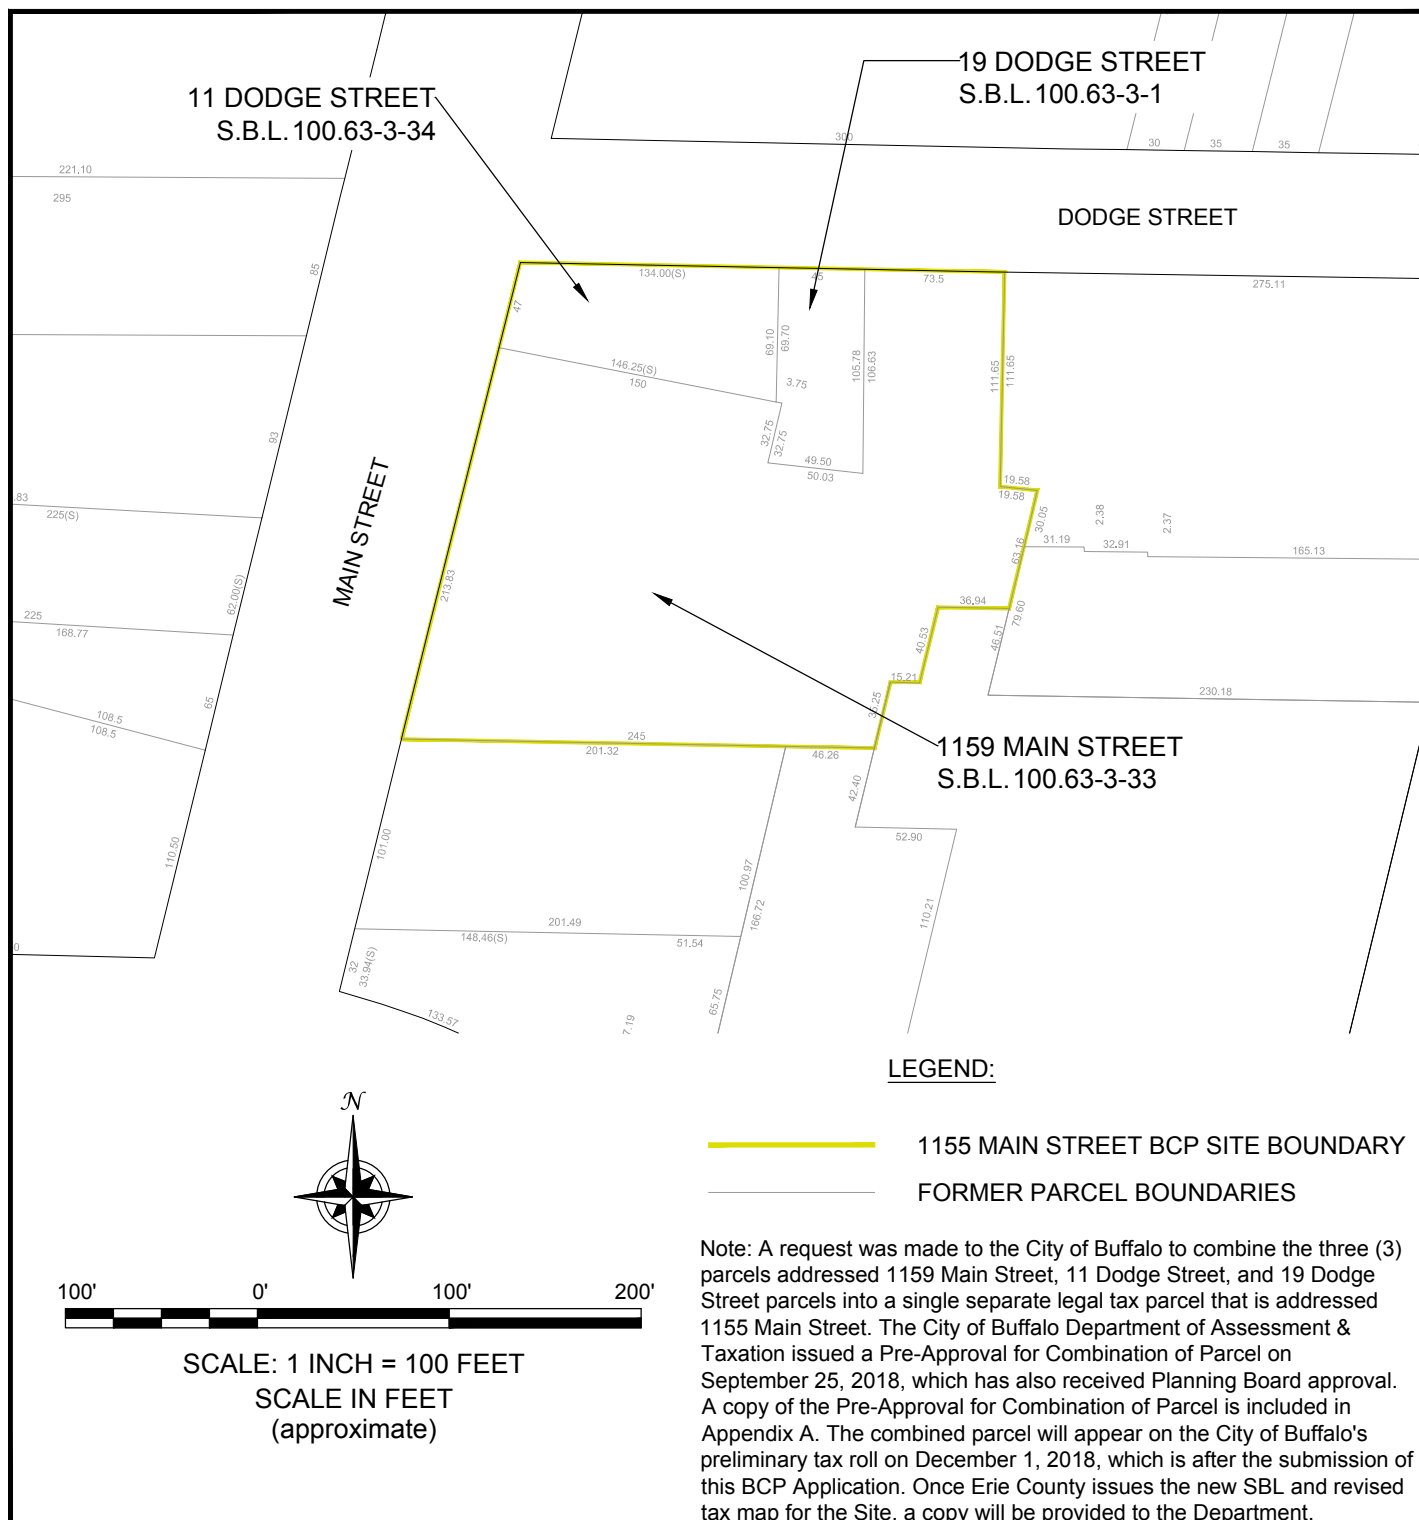 19 DODGE STREET
S.B.L. 100.63-3-1
11 DODGE STREET
S.B.L. 100.63-3-34
300
30
35
35
221.10
295
DODGE STREET
85
134.00(S)
45
73.5
275.11
47
146.25(S)
150
69.10
69.70
3.75
105.78
106.63
111.65
111.65
93
32.75
32.75
49.50
50.03
19.58
19.58
30.05
2.38
2.37
.83
225(S)
MAIN STREET
31.19
32.91
165.13
63.16
62.00(S)
213.83
36.94
79.60
225
168.77
40.53
46.51
15.21
230.18
65
35.25
108.5
108.5
245
201.32
46.26
1159 MAIN STREET
S.B.L. 100.63-3-33
42.40
52.90
110.50
101.00
100.97
166.72
110.21
201.49
148.46(S)
51.54
0
32
33.94(S)
65.75
133.57
7.19
LEGEND:
N
1155 MAIN STREET BCP SITE BOUNDARY
FORMER PARCEL BOUNDARIES
100' 0' 100' 200'
SCALE: 1 INCH = 100 FEET
SCALE IN FEET
(approximate)
Note: A request was made to the City of Buffalo to combine the three (3)
parcels addressed 1159 Main Street, 11 Dodge Street, and 19 Dodge
Street parcels into a single separate legal tax parcel that is addressed
1155 Main Street. The City of Buffalo Department of Assessment &
Taxation issued a Pre-Approval for Combination of Parcel on
September 25, 2018, which has also received Planning Board approval.
A copy of the Pre-Approval for Combination of Parcel is included in
Appendix A. The combined parcel will appear on the City of Buffalo's
preliminary tax roll on December 1, 2018, which is after the submission of
this BCP Application. Once Erie County issues the new SBL and revised
tax map for the Site, a copy will be provided to the Department.